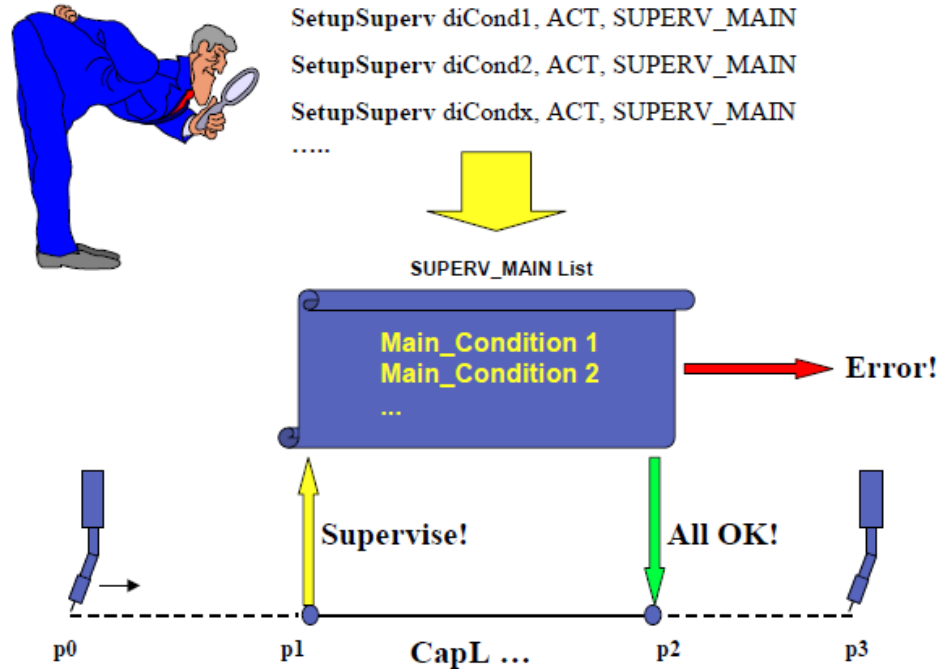 SetupSuperv diCond1, ACT, SUPERV_MAIN
SetupSuperv diCond2, ACT, SUPERV_MAIN
SetupSuperv diCondx, ACT, SUPERV_MAIN
.....
SUPERV_MAIN List
Main_Condition 1
Main_Condition 2
...
Error!
Supervise!
All OK!
p0
p1
CapL ...
p2
p3